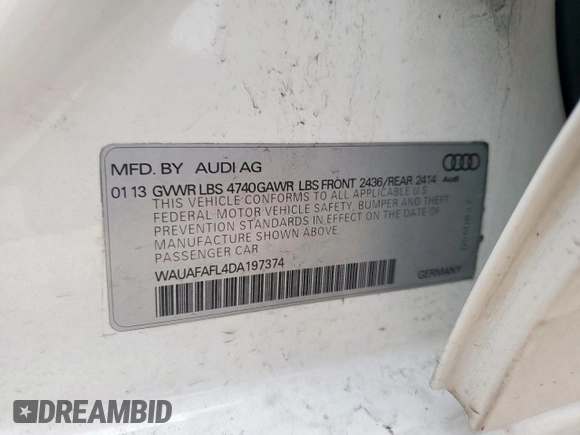 MFD. BY AUDI AG
01 13 GVWR LBS 4740 GAWR LBS FRONT 2436/REAR 2414 Audi
THIS VEHICLE CONFORMS TO ALL APPLICABLE U.S.
FEDERAL MOTOR VEHICLE SAFETY, BUMPER AND THEFT
PREVENTION STANDARDS IN EFFECT ON THE DATE OF
MANUFACTURE SHOWN ABOVE
PASSENGER CAR
WAUAFAFL4DA197374
GERMANY
DREAMBID